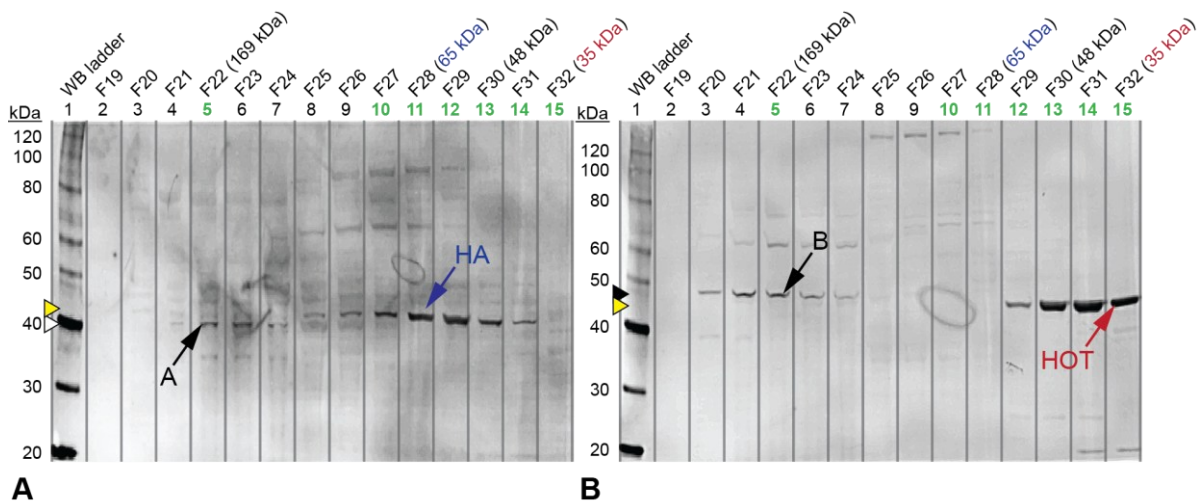 WB ladder F19 F20 F21 F22 (169 kDa) F23 F24 F25 F26 F27 F28 (65 kDa) F29 F30 (48 kDa) F31 F32 (35 kDa)
kDa 1 2 3 4 5 6 7 8 9 10 11 12 13 14 15
120
100
80
60
HA
50
40
A
30
20
A
WB ladder F19 F20 F21 F22 (169 kDa) F23 F24 F25 F26 F27 F28 (65 kDa) F29 F30 (48 kDa) F31 F32 (35 kDa)
kDa 1 2 3 4 5 6 7 8 9 10 11 12 13 14 15
120
100
80
60
B
50
40
HOT
30
20
B